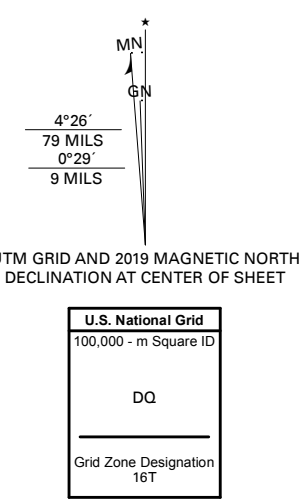 ★
MN
GN
4°26´
79 MILS
0°29´
9 MILS
UTM GRID AND 2019 MAGNETIC NORTH
DECLINATION AT CENTER OF SHEET
U.S. National Grid
100,000 - m Square ID
DQ
Grid Zone Designation
16T